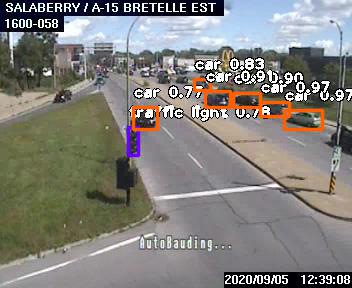 SALABERRY / A-15 BRETELLE EST
1600-058
car 0.83
car 0.91
0.90
car 0.77
car 0.97
car 0.97
traffic light 0.78
AutoBauding...
2020/09/05 12:39:08